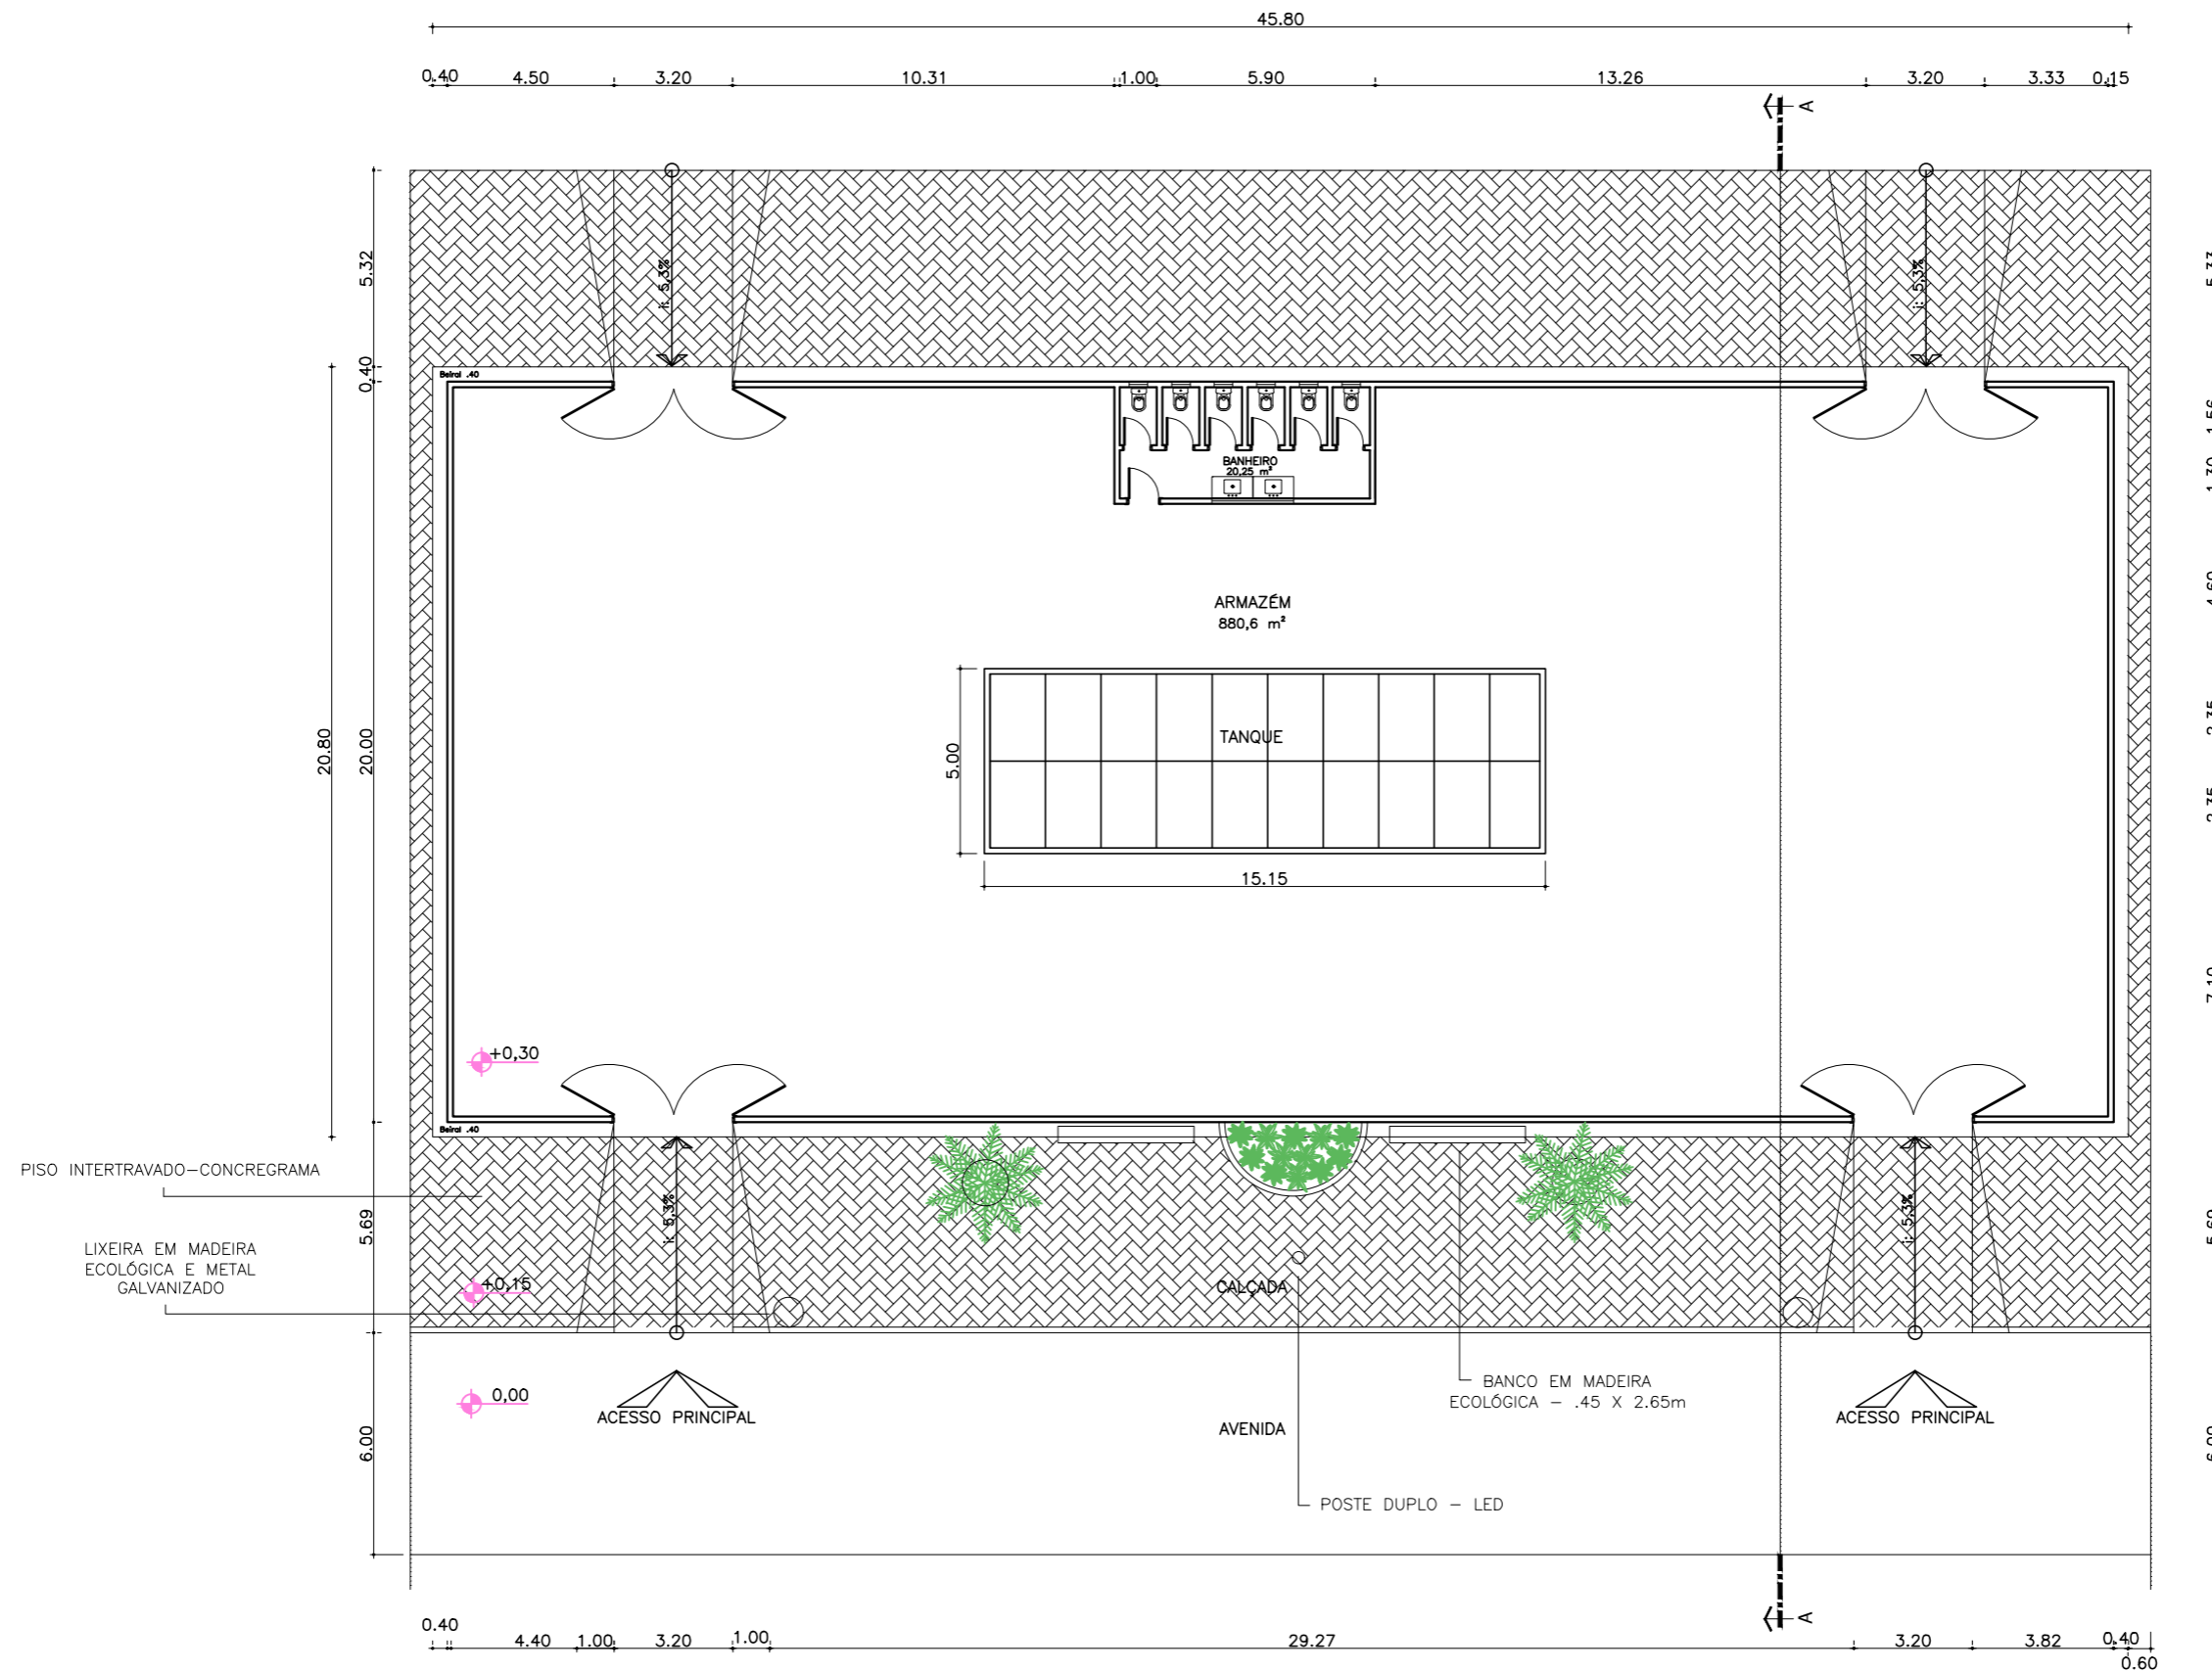 45.80
0.40 4.50 3.20 10.31 1.00 5.90 13.26 3.20 3.33 0.15
A
5.32
i: 5,3%
i: 5,3%
0.40
Beiral .40
BANHEIRO
20,25 m²
ARMAZÉM
880,6 m²
TANQUE
5.00
15.15
20.80
20.00
+0,30
Beiral .40
PISO INTERTRAVADO-CONCREGRAMA
5.69
i: 5,3%
i: 5,3%
LIXEIRA EM MADEIRA
ECOLÓGICA E METAL
GALVANIZADO
+0,15
CALÇADA
0,00
ACESSO PRINCIPAL
BANCO EM MADEIRA
ECOLÓGICA - .45 X 2.65m
ACESSO PRINCIPAL
AVENIDA
6.00
POSTE DUPLO - LED
A
0.40 4.40 1.00 3.20 1.00 29.27 3.20 3.82 0.40
0.60